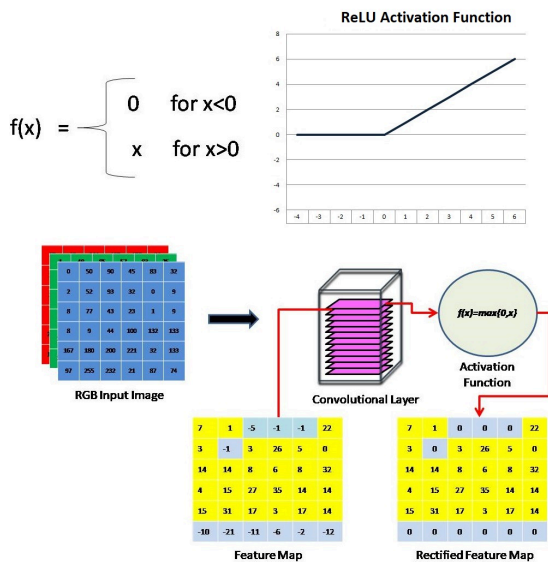 ReLU Activation Function
f(x) =
0 for x<0
x for x>0
8
6
4
2
0
-2
-4
-6
-4 -3 -2 -1 0 1 2 3 4 5 6
0 50 90 45 83 32
2 52 93 32 0 9
8 77 43 23 1 9
8 9 44 100 132 133
167 180 200 221 32 133
97 255 232 21 87 74
RGB Input Image
Convolutional Layer
f(x)=max{0,x}
Activation
Function
7 1 -5 -1 -1 22
3 -1 3 26 5 0
14 14 8 6 8 32
4 15 27 35 14 14
15 31 17 3 17 14
-10 -21 -11 -6 -2 -12
Feature Map
7 1 0 0 0 22
3 0 3 26 5 0
14 14 8 6 8 32
4 15 27 35 14 14
15 31 17 3 17 14
0 0 0 0 0 0
Rectified Feature Map